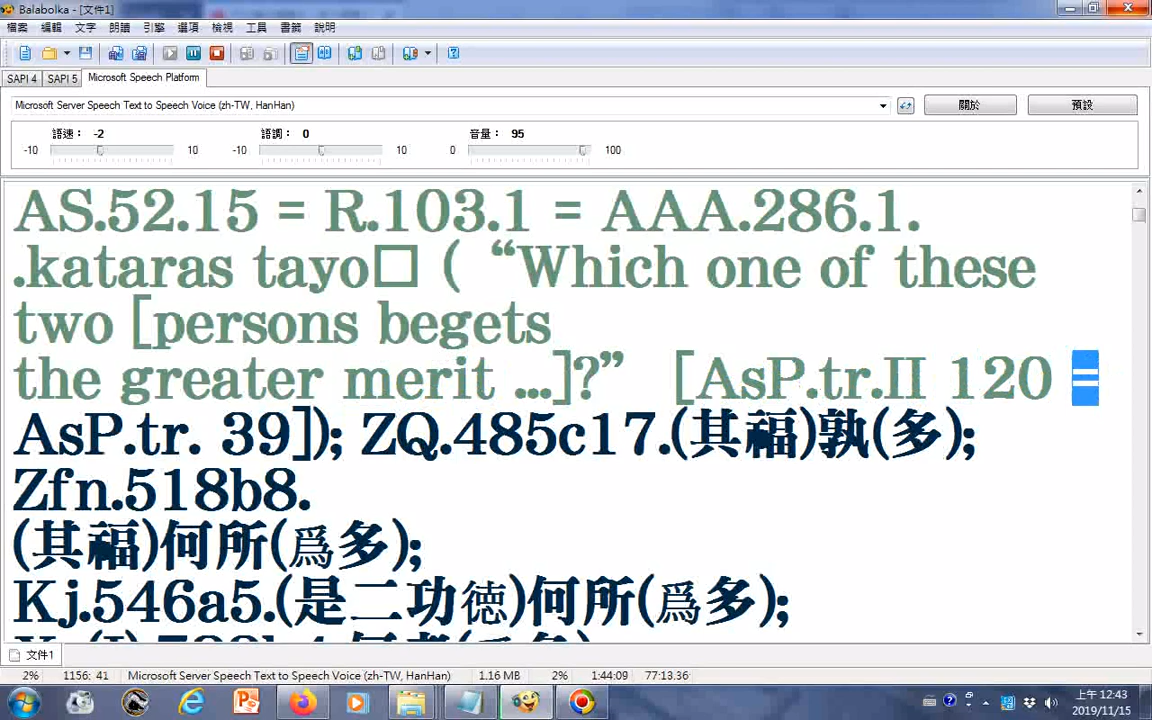 Balabolka - [文件1]
檔案 編輯 文字 朗讀 引擎 選項 檢視 工具 書籤 說明
SAPI 4 SAPI 5 Microsoft Speech Platform
Microsoft Server Speech Text to Speech Voice (zh-TW, HanHan) 關於 預設
語速： -2 語調： 0 音量： 95
-10 10 -10 10 0 100
AS.52.15 = R.103.1 = AAA.286.1.
.kataras tayo□ (“Which one of these
two [persons begets
the greater merit ...]?” [AsP.tr.II 120 =
AsP.tr. 39]); ZQ.485c17.(其福)孰(多);
Zfn.518b8.
(其福)何所(爲多);
Kj.546a5.(是二功徳)何所(爲多);
文件1
2% 1156: 41 Microsoft Server Speech Text to Speech Voice (zh-TW, HanHan) 1.16 MB 2% 1:44:09 77:13.36
上午 12:43
2019/11/15